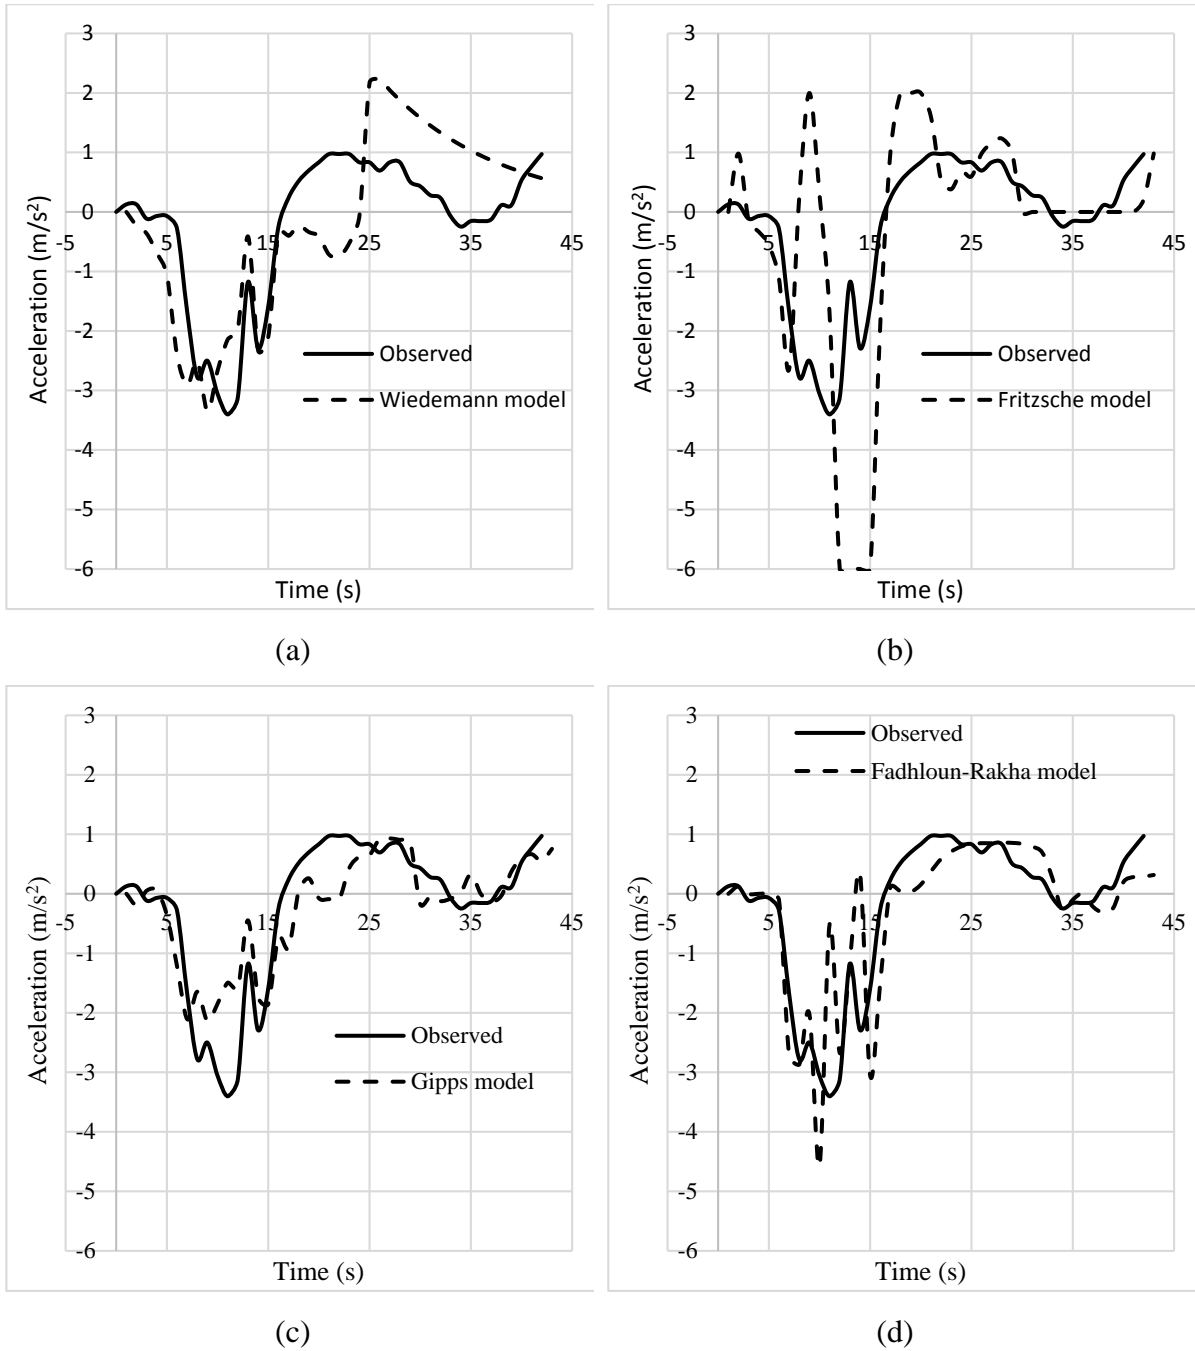 3
2
1
0
-1
-2
-3
-4
-5
-6
-5 5 15 25 35 45
Acceleration (m/s²)
Time (s)
Observed
Wiedemann model
(a)
3
2
1
0
-1
-2
-3
-4
-5
-6
-5 5 15 25 35 45
Acceleration (m/s²)
Time (s)
Observed
Fritzsche model
(b)
3
2
1
0
-1
-2
-3
-4
-5
-6
-5 5 15 25 35 45
Acceleration (m/s²)
Time (s)
Observed
Gipps model
(c)
3
2
1
0
-1
-2
-3
-4
-5
-6
-5 5 15 25 35 45
Acceleration (m/s²)
Time (s)
Observed
Fadhloun-Rakha model
(d)